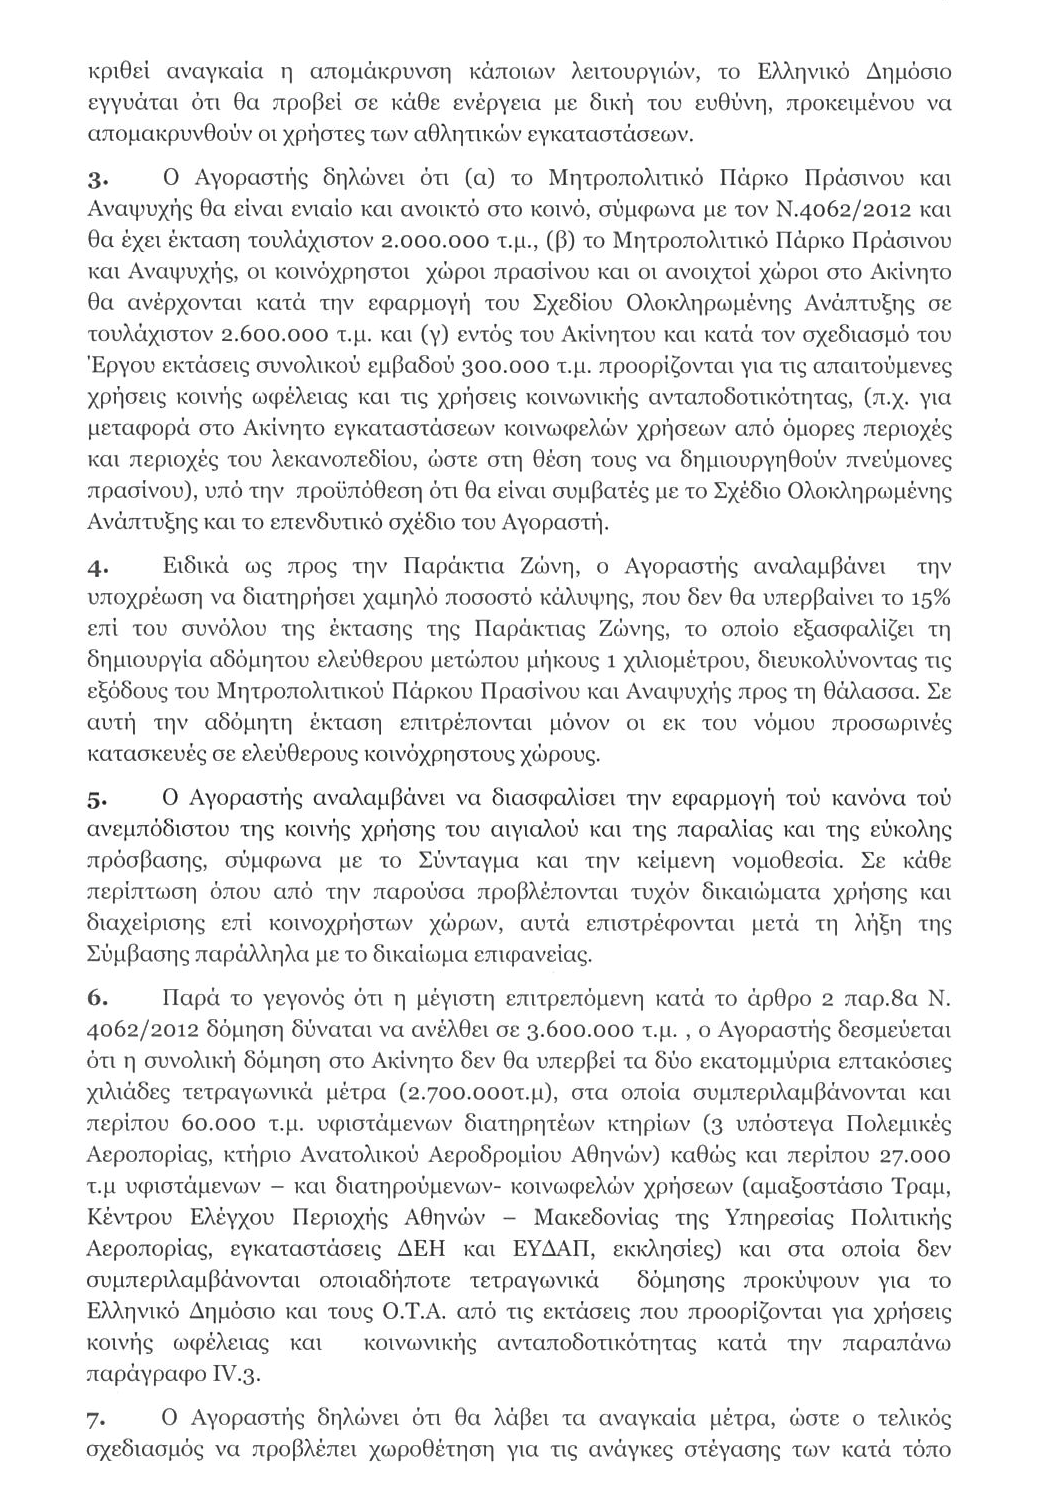 κριθεί αναγκαία η απομάκρυνση κάποιων λειτουργιών, το Ελληνικό Δημόσιο
εγγυάται ότι θα προβεί σε κάθε ενέργεια με δική του ευθύνη, προκειμένου να
απομακρυνθούν οι χρήστες των αθλητικών εγκαταστάσεων.
3. Ο Αγοραστής δηλώνει ότι (α) το Μητροπολιτικό Πάρκο Πράσινου και
Αναψυχής θα είναι ενιαίο και ανοικτό στο κοινό, σύμφωνα με τον Ν.4062/2012 και
θα έχει έκταση τουλάχιστον 2.000.000 τ.μ., (β) το Μητροπολιτικό Πάρκο Πράσινου
και Αναψυχής, οι κοινόχρηστοι χώροι πρασίνου και οι ανοιχτοί χώροι στο Ακίνητο
θα ανέρχονται κατά την εφαρμογή του Σχεδίου Ολοκληρωμένης Ανάπτυξης σε
τουλάχιστον 2.600.000 τ.μ. και (γ) εντός του Ακίνητου και κατά τον σχεδιασμό του
Έργου εκτάσεις συνολικού εμβαδού 300.000 τ.μ. προορίζονται για τις απαιτούμενες
χρήσεις κοινής ωφέλειας και τις χρήσεις κοινωνικής ανταποδοτικότητας, (π.χ. για
μεταφορά στο Ακίνητο εγκαταστάσεων κοινωφελών χρήσεων από όμορες περιοχές
και περιοχές του λεκανοπεδίου, ώστε στη θέση τους να δημιουργηθούν πνεύμονες
πρασίνου), υπό την προϋπόθεση ότι θα είναι συμβατές με το Σχέδιο Ολοκληρωμένης
Ανάπτυξης και το επενδυτικό σχέδιο του Αγοραστή.
4. Ειδικά ως προς την Παράκτια Ζώνη, ο Αγοραστής αναλαμβάνει την
υποχρέωση να διατηρήσει χαμηλό ποσοστό κάλυψης, που δεν θα υπερβαίνει το 15%
επί του συνόλου της έκτασης της Παράκτιας Ζώνης, το οποίο εξασφαλίζει τη
δημιουργία αδόμητου ελεύθερου μετώπου μήκους 1 χιλιομέτρου, διευκολύνοντας τις
εξόδους του Μητροπολιτικού Πάρκου Πρασίνου και Αναψυχής προς τη θάλασσα. Σε
αυτή την αδόμητη έκταση επιτρέπονται μόνον οι εκ του νόμου προσωρινές
κατασκευές σε ελεύθερους κοινόχρηστους χώρους.
5. Ο Αγοραστής αναλαμβάνει να διασφαλίσει την εφαρμογή τού κανόνα τού
ανεμπόδιστου της κοινής χρήσης του αιγιαλού και της παραλίας και της εύκολης
πρόσβασης, σύμφωνα με το Σύνταγμα και την κείμενη νομοθεσία. Σε κάθε
περίπτωση όπου από την παρούσα προβλέπονται τυχόν δικαιώματα χρήσης και
διαχείρισης επί κοινοχρήστων χώρων, αυτά επιστρέφονται μετά τη λήξη της
Σύμβασης παράλληλα με το δικαίωμα επιφανείας.
6. Παρά το γεγονός ότι η μέγιστη επιτρεπόμενη κατά το άρθρο 2 παρ.8α Ν.
4062/2012 δόμηση δύναται να ανέλθει σε 3.600.000 τ.μ. , ο Αγοραστής δεσμεύεται
ότι η συνολική δόμηση στο Ακίνητο δεν θα υπερβεί τα δύο εκατομμύρια επτακόσιες
χιλιάδες τετραγωνικά μέτρα (2.700.000τ.μ), στα οποία συμπεριλαμβάνονται και
περίπου 60.000 τ.μ. υφιστάμενων διατηρητέων κτηρίων (3 υπόστεγα Πολεμικές
Αεροπορίας, κτήριο Ανατολικού Αεροδρομίου Αθηνών) καθώς και περίπου 27.000
τ.μ υφιστάμενων – και διατηρούμενων- κοινωφελών χρήσεων (αμαξοστάσιο Τραμ,
Κέντρου Ελέγχου Περιοχής Αθηνών – Μακεδονίας της Υπηρεσίας Πολιτικής
Αεροπορίας, εγκαταστάσεις ΔΕΗ και ΕΥΔΑΠ, εκκλησίες) και στα οποία δεν
συμπεριλαμβάνονται οποιαδήποτε τετραγωνικά δόμησης προκύψουν για το
Ελληνικό Δημόσιο και τους Ο.Τ.Α. από τις εκτάσεις που προορίζονται για χρήσεις
κοινής ωφέλειας και κοινωνικής ανταποδοτικότητας κατά την παραπάνω
παράγραφο IV.3.
7. Ο Αγοραστής δηλώνει ότι θα λάβει τα αναγκαία μέτρα, ώστε ο τελικός
σχεδιασμός να προβλέπει χωροθέτηση για τις ανάγκες στέγασης των κατά τόπο